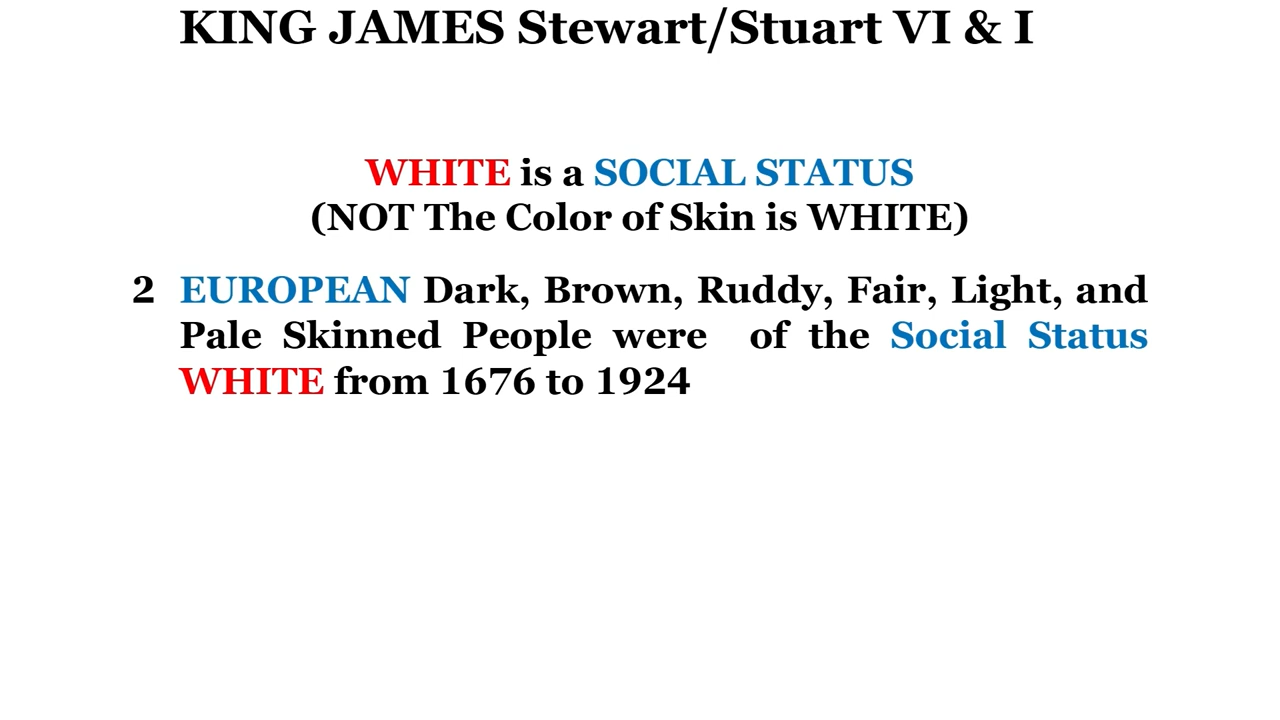 KING JAMES Stewart/Stuart VI & I
WHITE is a SOCIAL STATUS
(NOT The Color of Skin is WHITE)
2 EUROPEAN Dark, Brown, Ruddy, Fair, Light, and
Pale Skinned People were of the Social Status
WHITE from 1676 to 1924